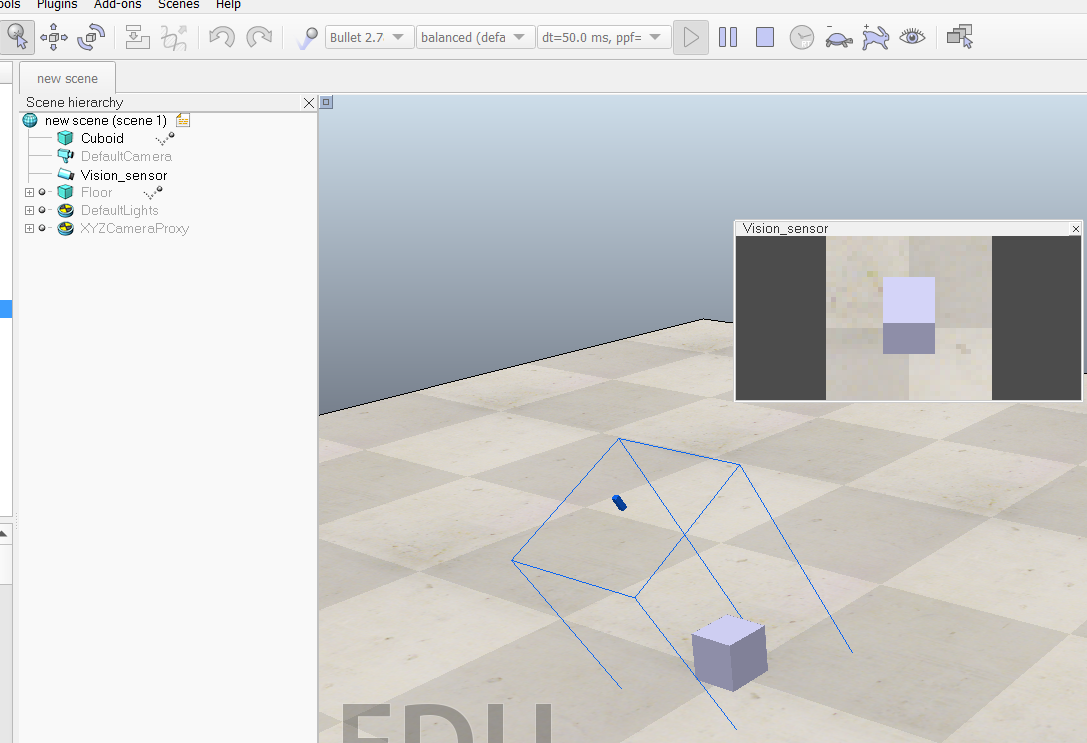 ools Plugins Add-ons Scenes Help
Bullet 2.7 balanced (defa dt=50.0 ms, ppf=
new scene
Scene hierarchy
new scene (scene 1)
Cuboid
DefaultCamera
Vision_sensor
Floor
DefaultLights
XYZCameraProxy
Vision_sensor
EDU